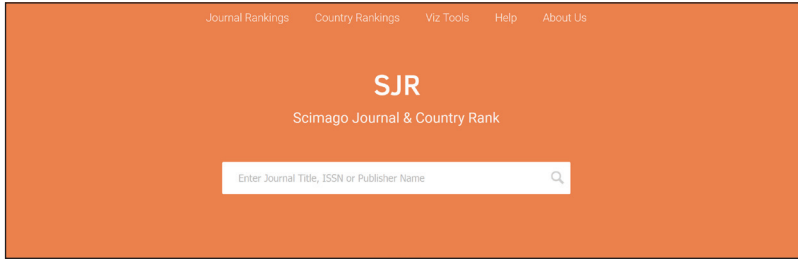 Journal Rankings Country Rankings Viz Tools Help About Us
SJR
Scimago Journal & Country Rank
Enter Journal Title, ISSN or Publisher Name